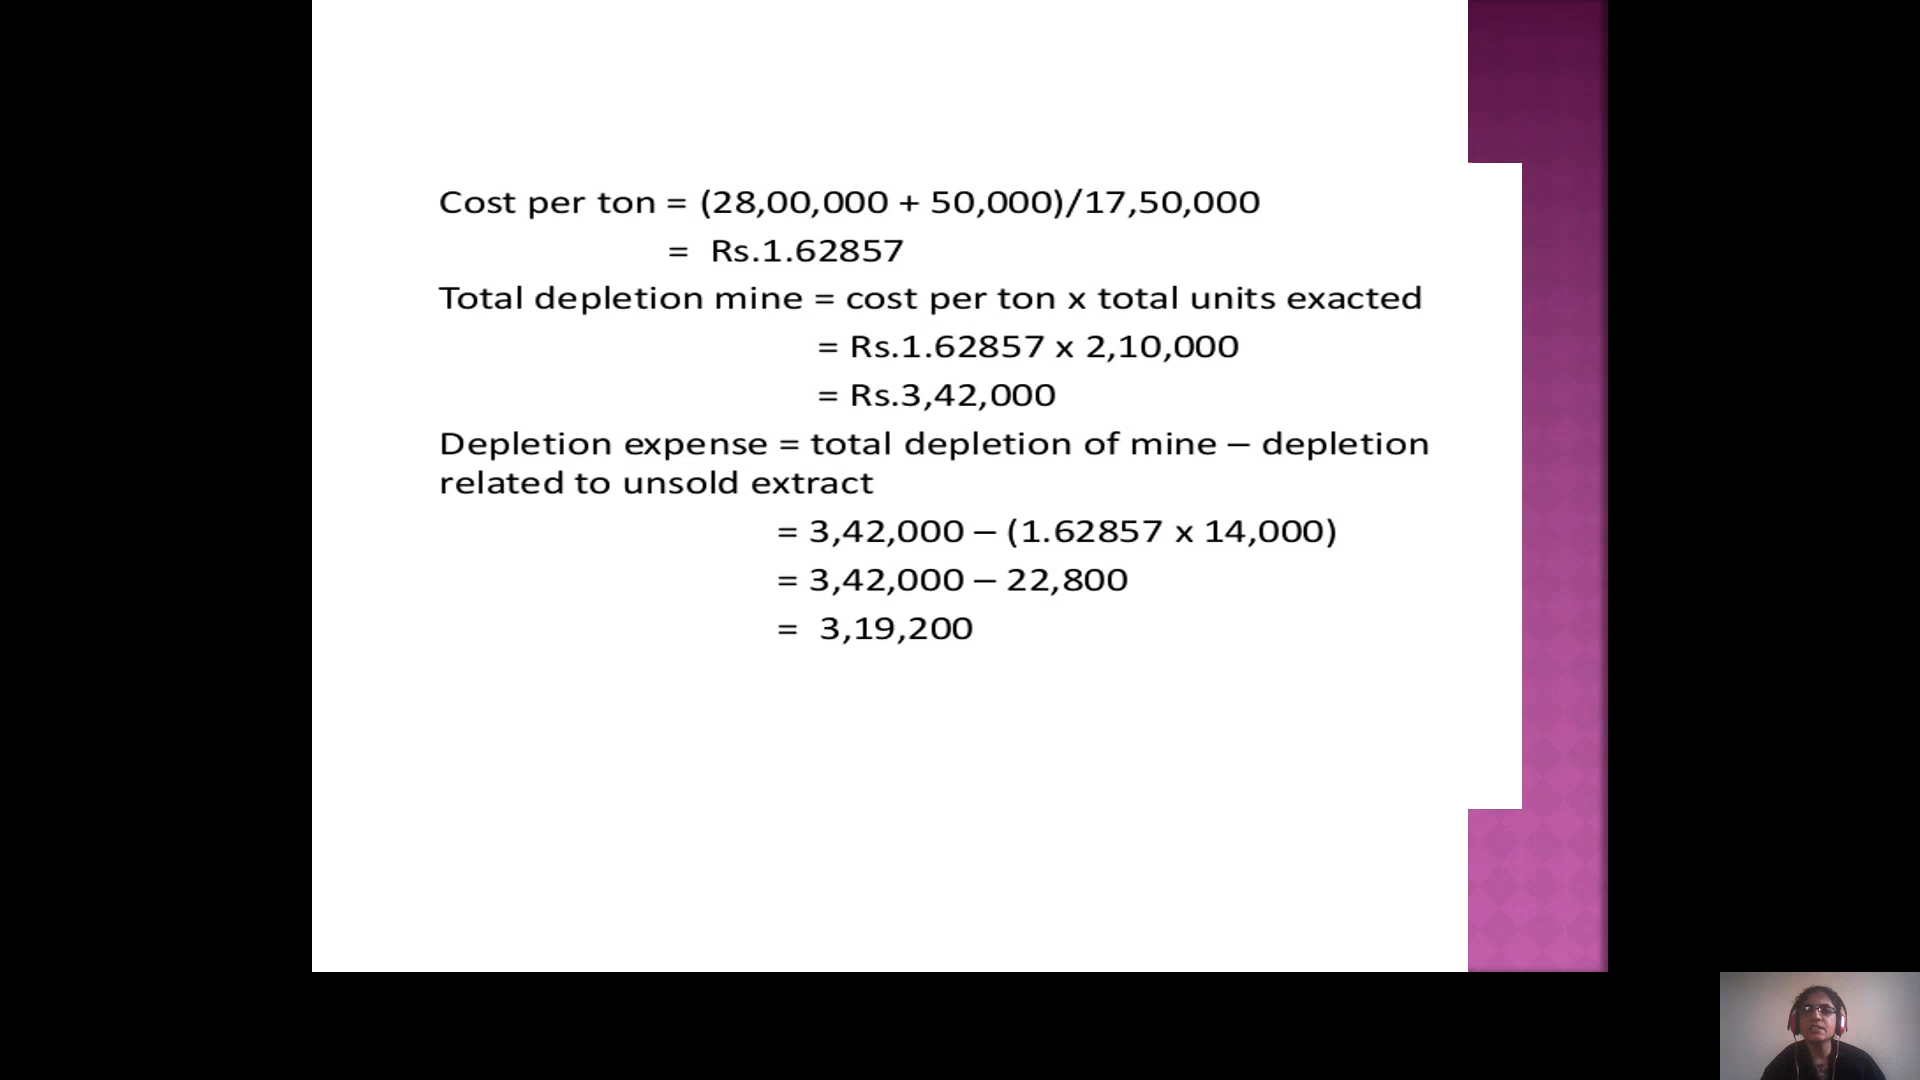 Cost per ton = (28,00,000 + 50,000)/17,50,000
= Rs.1.62857
Total depletion mine = cost per ton x total units exacted
= Rs.1.62857 x 2,10,000
= Rs.3,42,000
Depletion expense = total depletion of mine – depletion
related to unsold extract
= 3,42,000 – (1.62857 x 14,000)
= 3,42,000 – 22,800
= 3,19,200